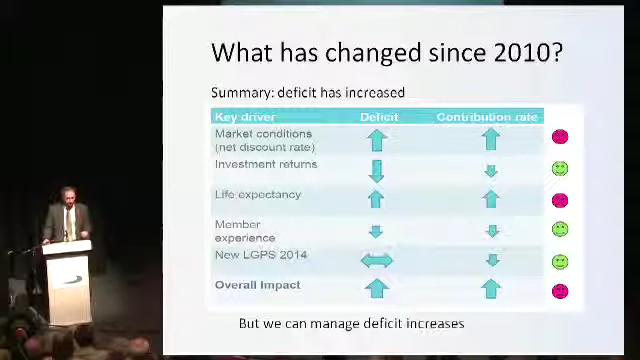 What has changed since 2010?
Summary: deficit has increased
Key driver Deficit Contribution rate
Market conditions
(net discount rate)
Investment returns
Life expectancy
Member
experience
New LGPS 2014
Overall Impact
But we can manage deficit increases